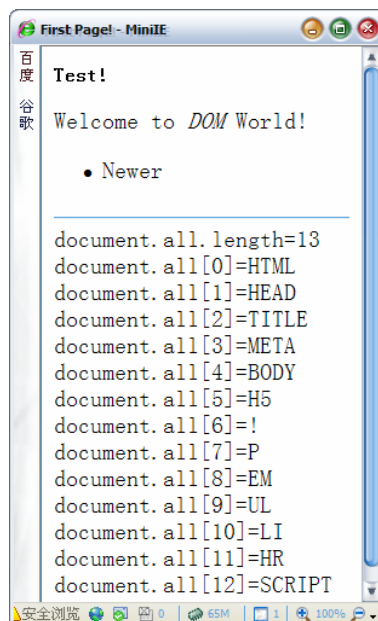 First Page! - MiniIE
百度
谷歌
Test!
Welcome to DOM World!
• Newer
document.all.length=13
document.all[0]=HTML
document.all[1]=HEAD
document.all[2]=TITLE
document.all[3]=META
document.all[4]=BODY
document.all[5]=H5
document.all[6]=!
document.all[7]=P
document.all[8]=EM
document.all[9]=UL
document.all[10]=LI
document.all[11]=HR
document.all[12]=SCRIPT
安全浏览 0 65M 1 100%